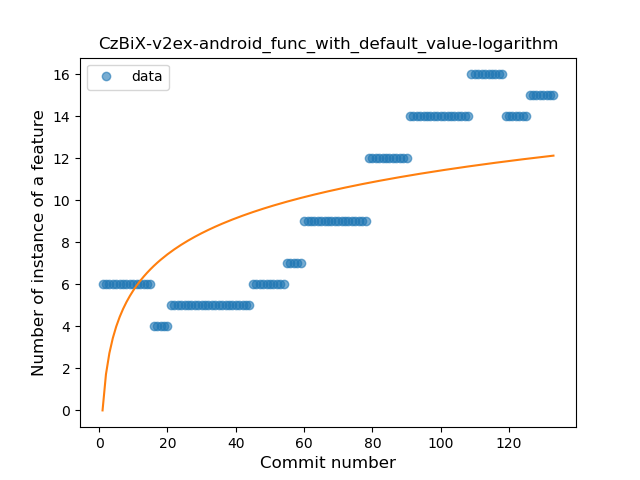 CzBiX-v2ex-android_func_with_default_value-logarithm
data
Number of instance of a feature
16
14
12
10
8
6
4
2
0
0 20 40 60 80 100 120
Commit number